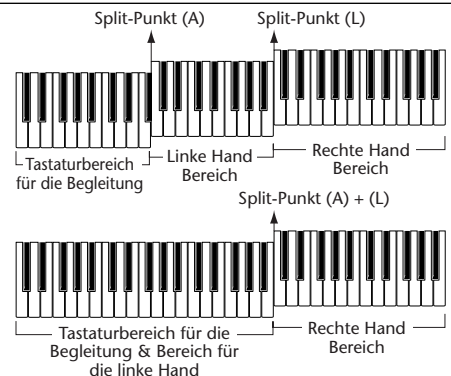 Split-Punkt (A) Split-Punkt (L)
Tastaturbereich
für die Begleitung
Linke Hand
Bereich
Rechte Hand
Bereich
Split-Punkt (A) + (L)
Tastaturbereich für die
Begleitung & Bereich für
die linke Hand
Rechte Hand
Bereich